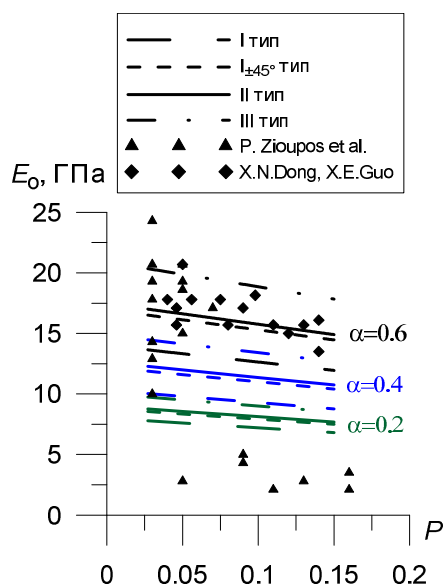 I тип
I±45° тип
II тип
III тип
P. Zioupos et al.
X.N.Dong, X.E.Guo
Eo, ГПа
25
20
15
10
5
0
α=0.6
α=0.4
α=0.2
P
0 0.05 0.1 0.15 0.2